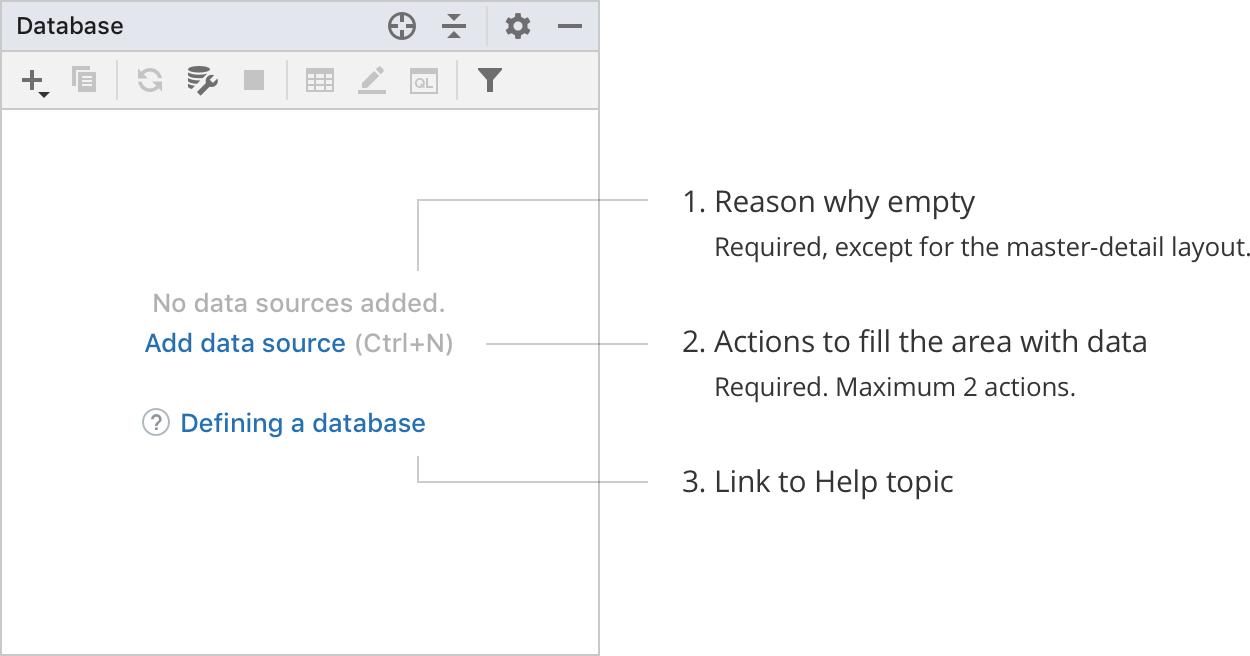 Database
QL
No data sources added.
Add data source (Ctrl+N)
? Defining a database
1. Reason why empty
Required, except for the master-detail layout.
2. Actions to fill the area with data
Required. Maximum 2 actions.
3. Link to Help topic